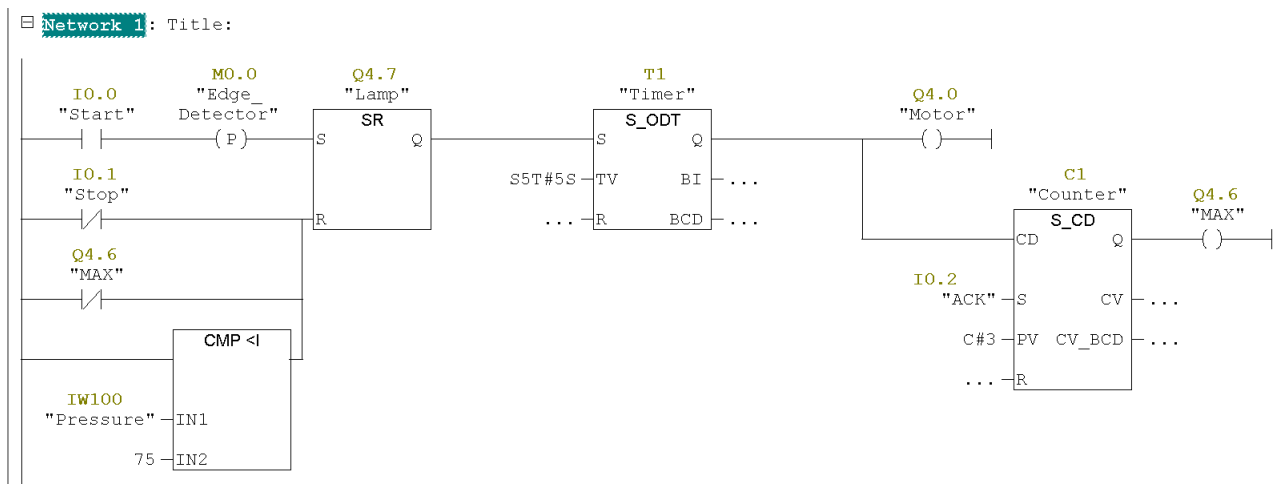 Network 1: Title:
I0.0
"Start"
M0.0
"Edge_
Detector"
P
Q4.7
"Lamp"
SR
S
Q
R
I0.1
"Stop"
Q4.6
"MAX"
CMP <I
IW100
"Pressure"
IN1
75
IN2
T1
"Timer"
S_ODT
S
Q
S5T#5S
TV
BI
...
...
R
BCD
...
Q4.0
"Motor"
C1
"Counter"
S_CD
CD
Q
I0.2
"ACK"
S
CV
...
C#3
PV
CV_BCD
...
...
R
Q4.6
"MAX"